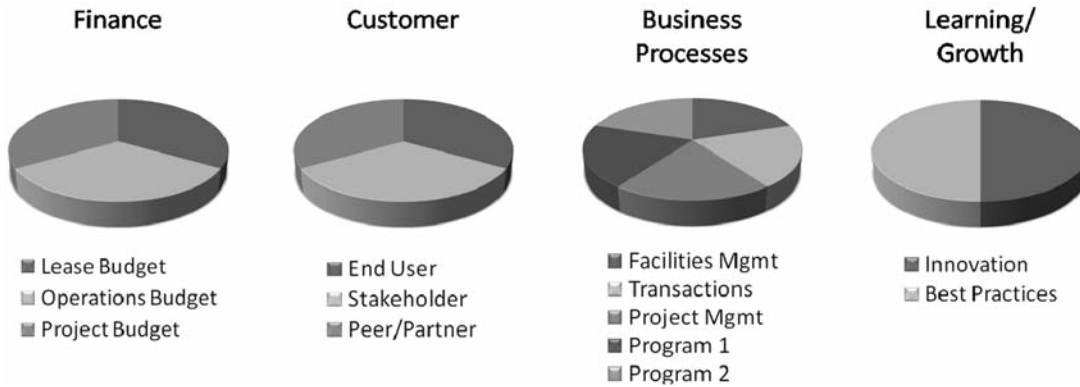 Finance
Customer
Business
Processes
Learning/
Growth
Lease Budget
Operations Budget
Project Budget
End User
Stakeholder
Peer/Partner
Facilities Mgmt
Transactions
Project Mgmt
Program 1
Program 2
Innovation
Best Practices